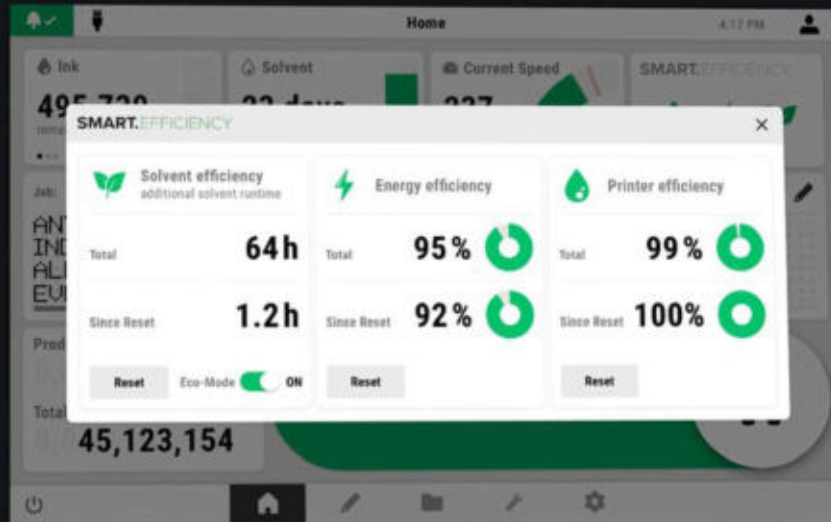 Home
4:17 PM
Ink
Solvent
Current Speed
SMART.EFFICIENCY
SMART.EFFICIENCY
Solvent efficiency
additional solvent runtime
Total
64h
Since Reset
1.2h
Reset
Eco-Mode
ON
Energy efficiency
Total
95%
Since Reset
92%
Reset
Printer efficiency
Total
99%
Since Reset
100%
Reset
Job:
Total
45,123,154